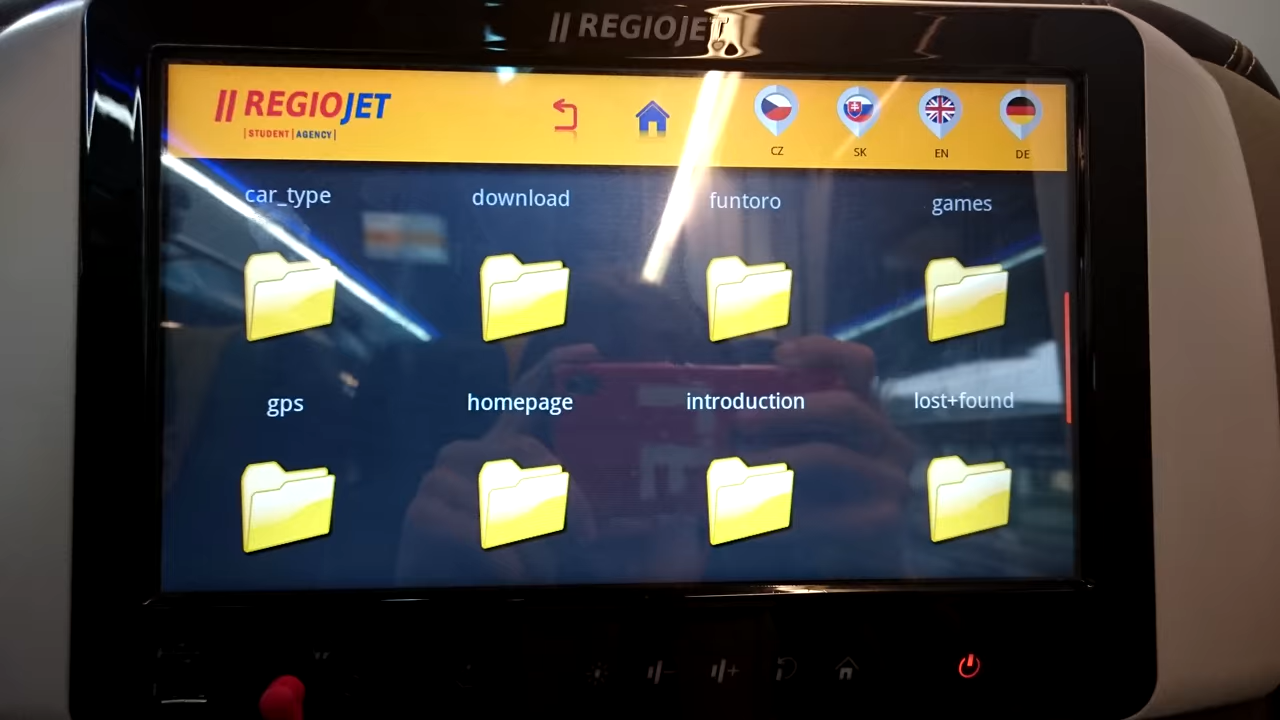 REGIOJET
REGIOJET
|STUDENT|AGENCY|
CZ SK EN DE
car_type download funtoro games
gps homepage introduction lost+found